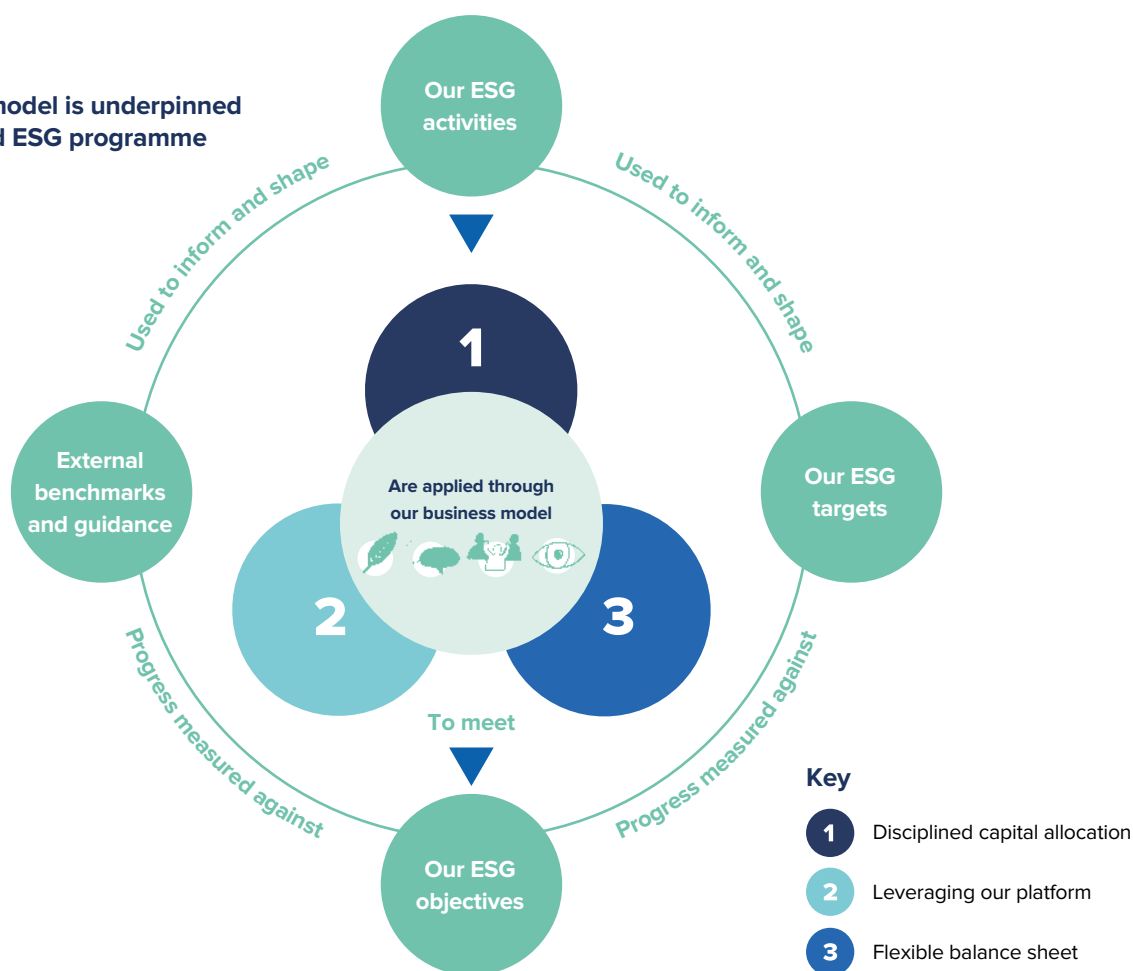 model is underpinned
ESG programme
Our ESG
activities
Used to inform and shape
Used to inform and shape
1
External
benchmarks
and guidance
Are applied through
our business model
Our ESG
targets
2
3
To meet
Progress measured against
Progress measured against
Our ESG
objectives
Key
1 Disciplined capital allocation
2 Leveraging our platform
3 Flexible balance sheet